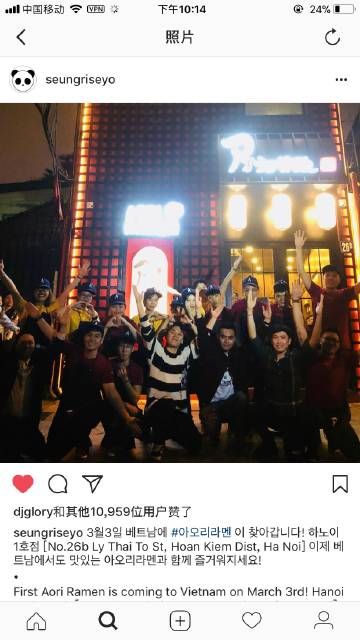 中国移动 VPN 下午10:14 24%
照片
seungriseyo
26B
djglory和其他10,959位用户赞了
seungriseyo 3月3일 베트남에 #아오리라멘 이 찾아갑니다! 하노이
1호점 [No.26b Ly Thai To St, Hoan Kiem Dist, Ha Noi] 이제 베
트남에서도 맛있는 아오리라멘과 함께 즐거워지세요!
•
First Aori Ramen is coming to Vietnam on March 3rd! Hanoi